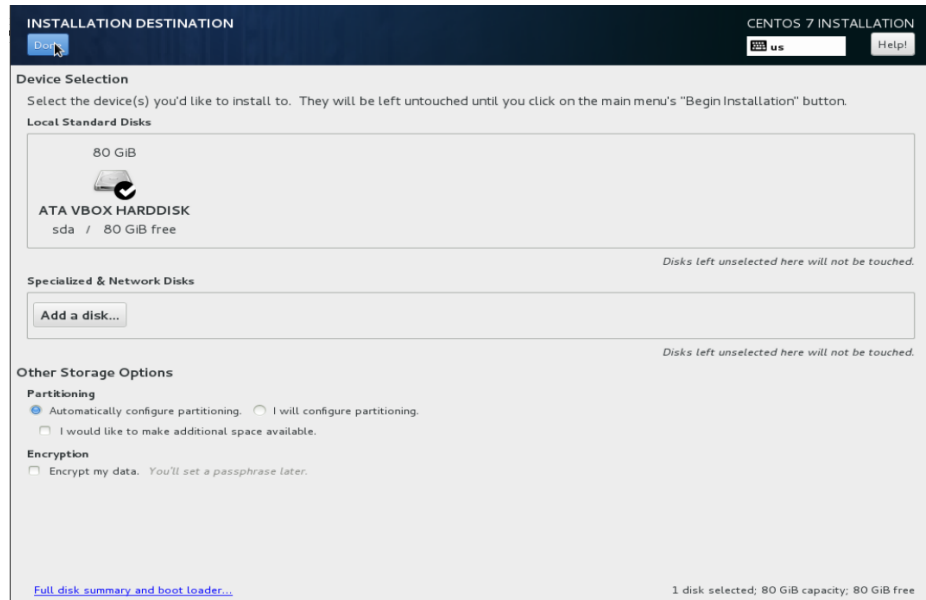 INSTALLATION DESTINATION
CENTOS 7 INSTALLATION
us
Help!
Device Selection
Select the device(s) you'd like to install to. They will be left untouched until you click on the main menu's "Begin Installation" button.
Local Standard Disks
80 GiB
ATA VBOX HARDDISK
sda / 80 GiB free
Disks left unselected here will not be touched.
Specialized & Network Disks
Add a disk...
Disks left unselected here will not be touched.
Other Storage Options
Partitioning
Automatically configure partitioning. I will configure partitioning.
I would like to make additional space available.
Encryption
Encrypt my data. You'll set a passphrase later.
Full disk summary and boot loader...
1 disk selected; 80 GiB capacity; 80 GiB free